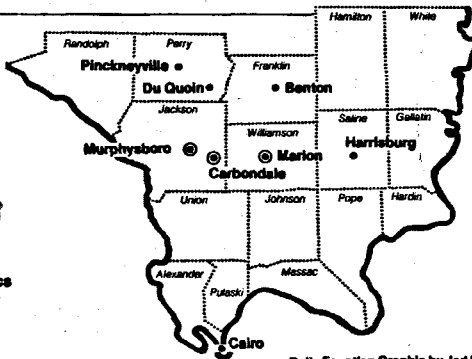 Hamilton White
Randolph Perry
Pinckneyville Franklin
Du Quoin Benton
Jackson
Saline Gallatin
Williamson
Harrisburg
Murphysboro Marion
Carbondale
Union Johnson Pope Hardin
Alexander Massac
Pulaski
Cairo